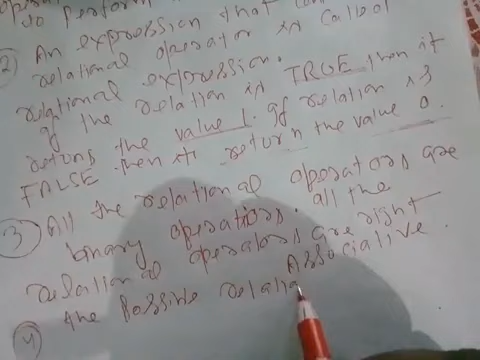 to perform
② An expression that con
relational operator is called
relational expression.
If the relation is TRUE then it
returns the value 1. If relation is
FALSE then it return the value 0.
③ All the relational operators are
binary operators. all the
relational operators are right
Associative.
④ the Possible relatio